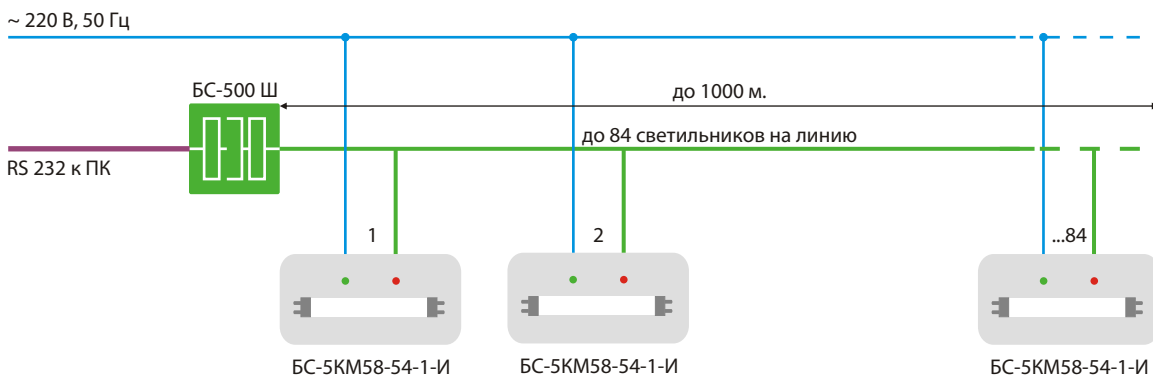 ~ 220 В, 50 Гц
БС-500 Ш
до 1000 м.
до 84 светильников на линию
RS 232 к ПК
1
2
...84
БС-5КМ58-54-1-И
БС-5КМ58-54-1-И
БС-5КМ58-54-1-И